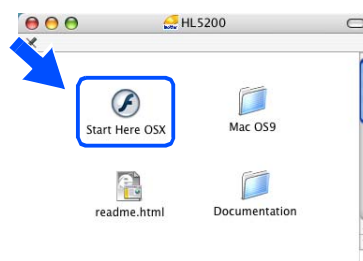 HL5200
Start Here OSX
Mac OS9
readme.html
Documentation